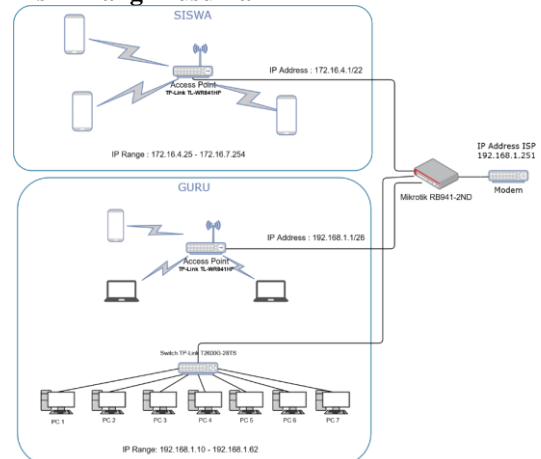 SISWA
IP Address : 172.16.4.1/22
Access Point
TP-Link TL-WR841HP
IP Range : 172.16.4.25 - 172.16.7.254
IP Address ISP
192.168.1.251
Mikrotik RB941-2ND
Modem
GURU
IP Address : 192.168.1.1/26
Access Point
TP-Link TL-WR841HP
Switch TP-Link T2600G-28TS
PC 1
PC 2
PC 3
PC 4
PC 5
PC 6
PC 7
IP Range: 192.168.1.10 - 192.168.1.62